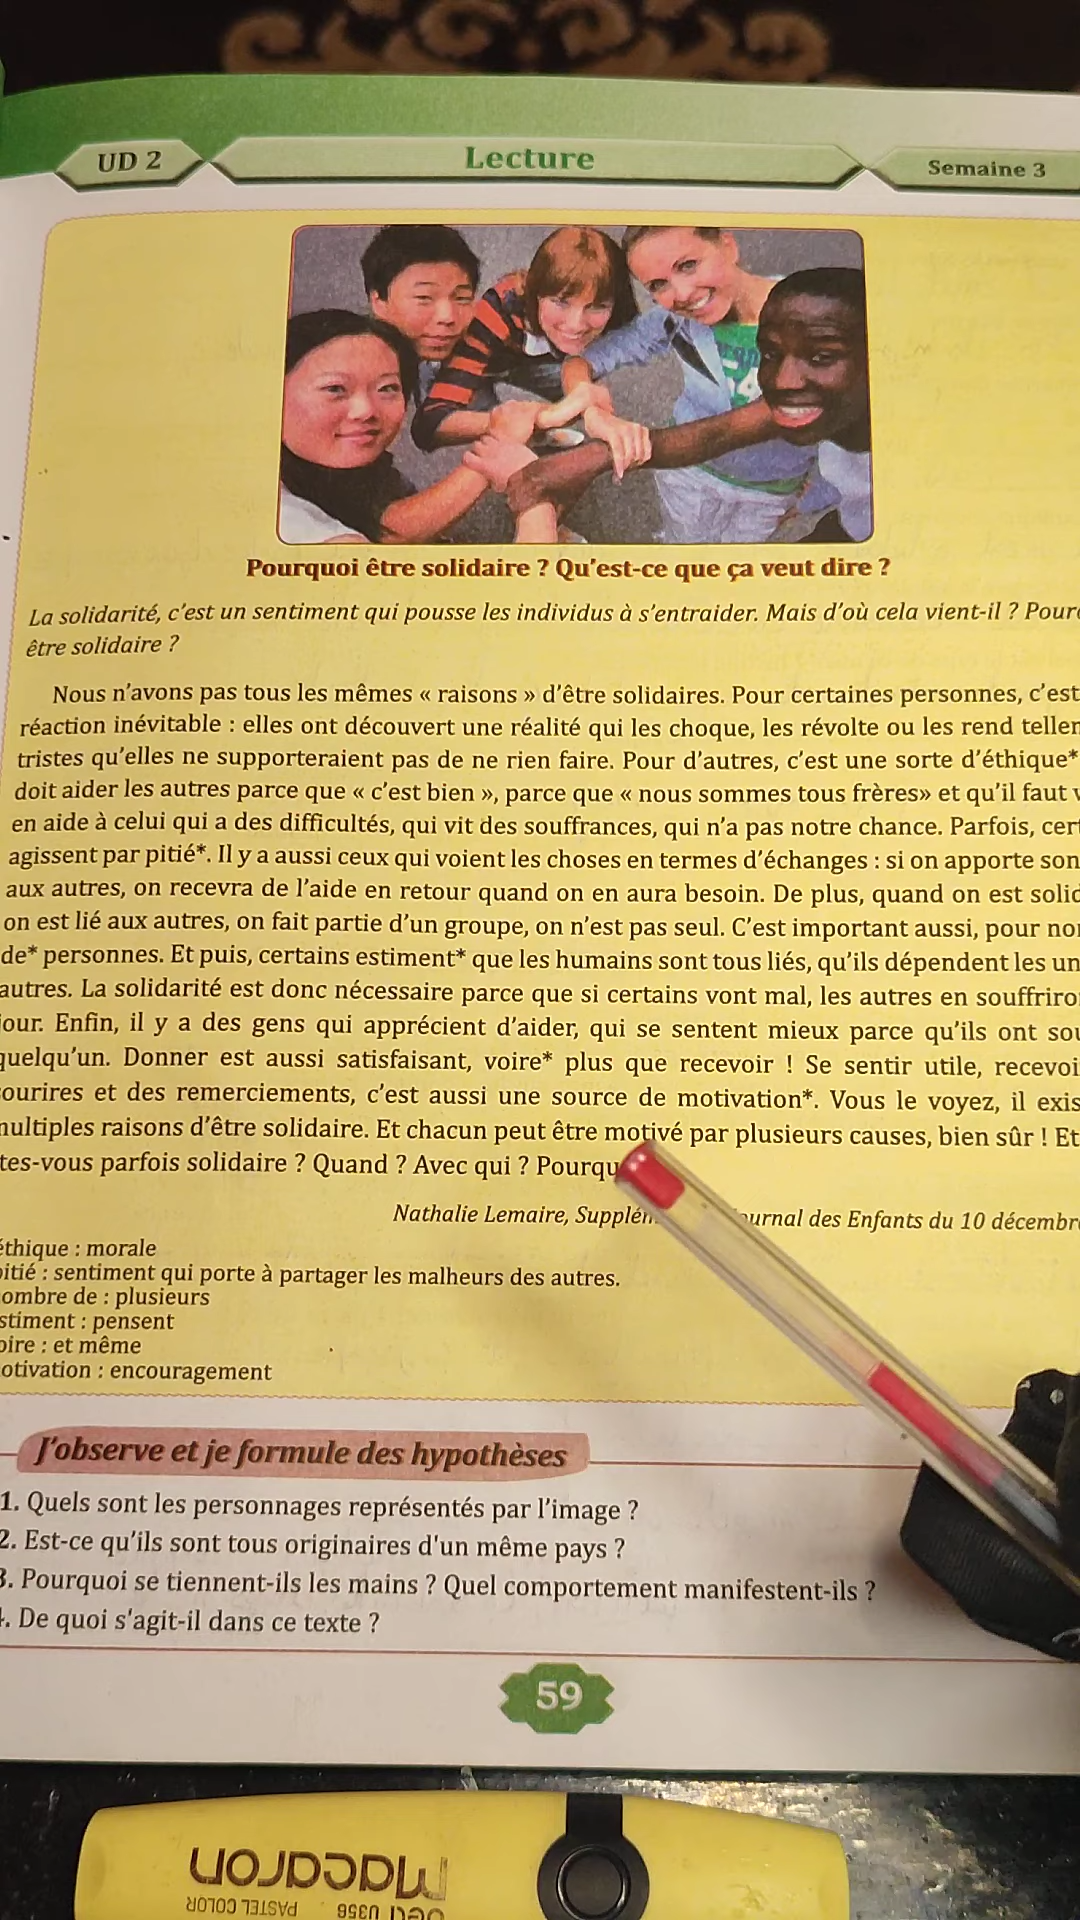 UD 2
Lecture
Semaine 3
Pourquoi être solidaire ? Qu'est-ce que ça veut dire ?
La solidarité, c'est un sentiment qui pousse les individus à s'entraider. Mais d'où cela vient-il ?
être solidaire ?
Nous n'avons pas tous les mêmes « raisons » d'être solidaires. Pour certaines personnes, c'est
réaction inévitable : elles ont découvert une réalité qui les choque, les révolte ou les rend
tristes qu'elles ne supporteraient pas de ne rien faire. Pour d'autres, c'est une sorte d'éthique*
doit aider les autres parce que « c'est bien », parce que « nous sommes tous frères» et qu'il faut
en aide à celui qui a des difficultés, qui vit des souffrances, qui n'a pas notre chance. Parfois,
agissent par pitié*. Il y a aussi ceux qui voient les choses en termes d'échanges : si on apporte son
aux autres, on recevra de l'aide en retour quand on en aura besoin. De plus, quand on est
on est lié aux autres, on fait partie d'un groupe, on n'est pas seul. C'est important aussi, pour
de* personnes. Et puis, certains estiment* que les humains sont tous liés, qu'ils dépendent les
autres. La solidarité est donc nécessaire parce que si certains vont mal, les autres en
jour. Enfin, il y a des gens qui apprécient d'aider, qui se sentent mieux parce qu'ils ont
quelqu'un. Donner est aussi satisfaisant, voire* plus que recevoir ! Se sentir utile,
ourires et des remerciements, c'est aussi une source de motivation*. Vous le voyez, il
multiples raisons d'être solidaire. Et chacun peut être motivé par plusieurs causes, bien sûr ! Et
tes-vous parfois solidaire ? Quand ? Avec qui ?
Nathalie Lemaire, Journal des Enfants du 10
éthique : morale
pitié : sentiment qui porte à partager les malheurs des autres.
ombre de : plusieurs
stiment : pensent
oire : et même
otivation : encouragement
J'observe et je formule des hypothèses
1. Quels sont les personnages représentés par l'image ?
2. Est-ce qu'ils sont tous originaires d'un même pays ?
3. Pourquoi se tiennent-ils les mains ? Quel comportement manifestent-ils ?
4. De quoi s'agit-il dans ce texte ?
59
Macaron
PASTEL COLOR